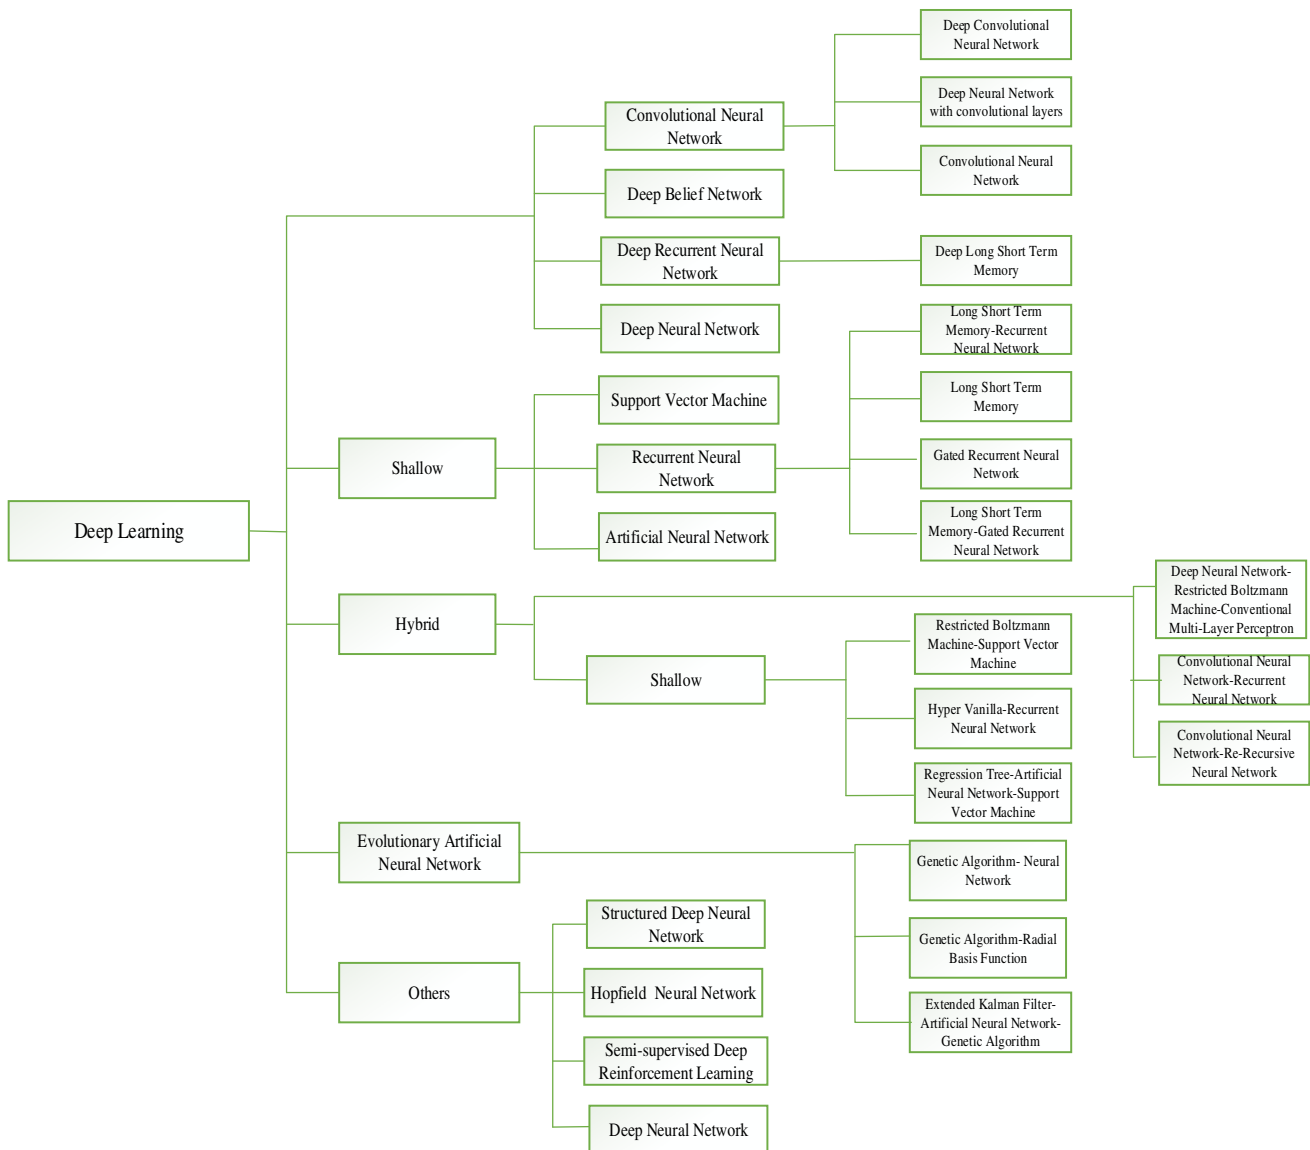 Deep Convolutional
Neural Network
Deep Neural Network
with convolutional layers
Convolutional Neural
Network
Convolutional Neural
Network
Deep Belief Network
Deep Recurrent Neural
Network
Deep Long Short Term
Memory
Deep Neural Network
Long Short Term
Memory-Recurrent
Neural Network
Support Vector Machine
Long Short Term
Memory
Shallow
Recurrent Neural
Network
Gated Recurrent Neural
Network
Deep Learning
Artificial Neural Network
Long Short Term
Memory-Gated Recurrent
Neural Network
Deep Neural Network-
Restricted Boltzmann
Machine-Conventional
Multi-Layer Perceptron
Hybrid
Restricted Boltzmann
Machine-Support Vector
Machine
Shallow
Convolutional Neural
Network-Recurrent
Neural Network
Hyper Vanilla-Recurrent
Neural Network
Convolutional Neural
Network-Re-Recursive
Neural Network
Regression Tree-Artificial
Neural Network-Support
Vector Machine
Evolutionary Artificial
Neural Network
Genetic Algorithm- Neural
Network
Structured Deep Neural
Network
Genetic Algorithm-Radial
Basis Function
Others
Hopfield Neural Network
Extended Kalman Filter-
Artificial Neural Network-
Genetic Algorithm
Semi-supervised Deep
Reinforcement Learning
Deep Neural Network